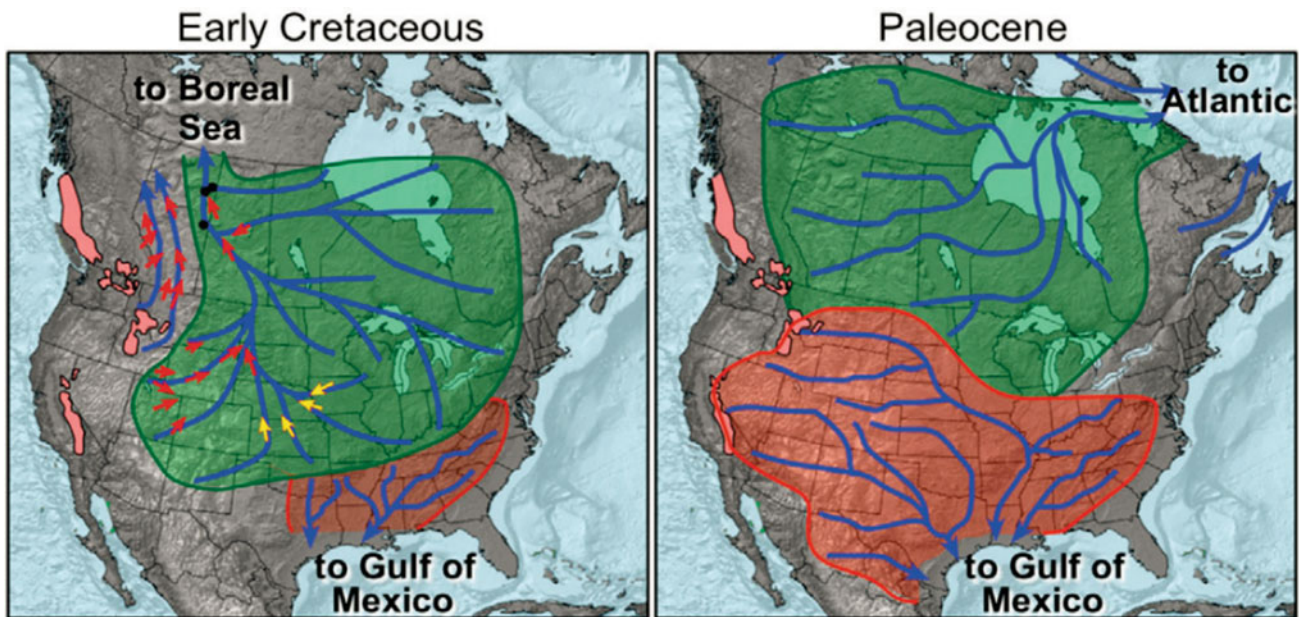 Early Cretaceous
Paleocene
to Boreal
Sea
to Gulf of
Mexico
to
Atlantic
to Gulf of
Mexico